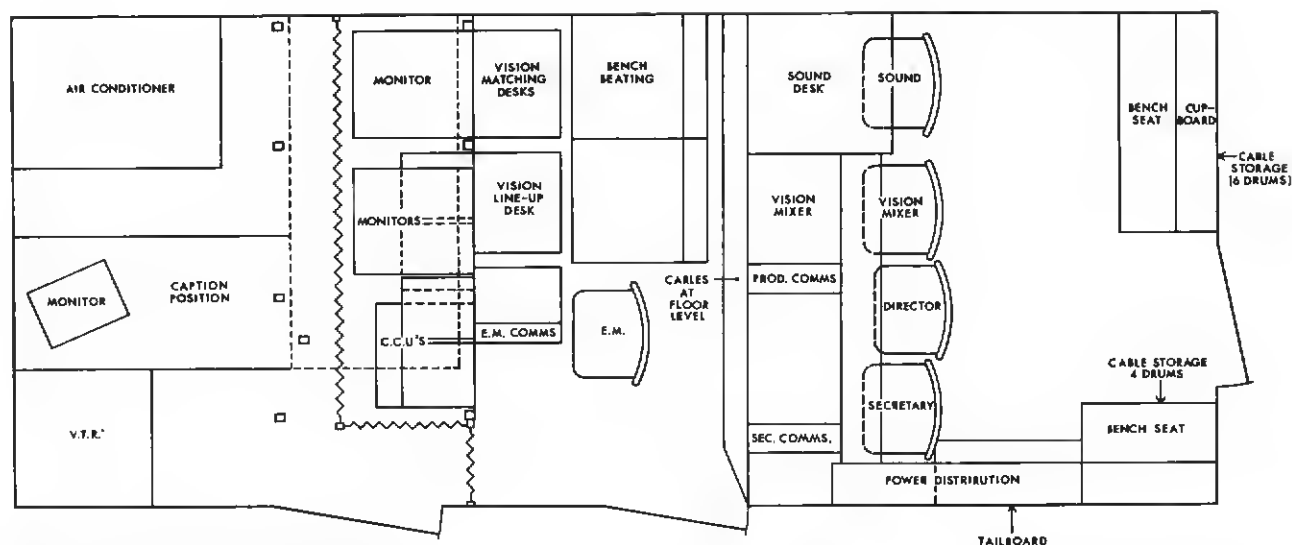 AIR CONDITIONER
MONITOR
CAPTION
POSITION
V.T.R.'
MONITOR
MONITORS
C.C.U'S
VISION
MATCHING
DESKS
VISION
LINE-UP
DESK
E.M. COMMS
BENCH
BEATING
E.M.
CARLES
AT
FLOOR
LEVEL
SOUND
DESK
SOUND
VISION
MIXER
VISION
MIXER
PROD. COMMS
DIRECTOR
SECRETARY
SEC. COMMS.
POWER DISTRIBUTION
TAILBOARD
BENCH
SEAT
CUP-
BOARD
CABLE
STORAGE
[6 DRUMS]
CABLE STORAGE
4 DRUMS
BENCH SEAT